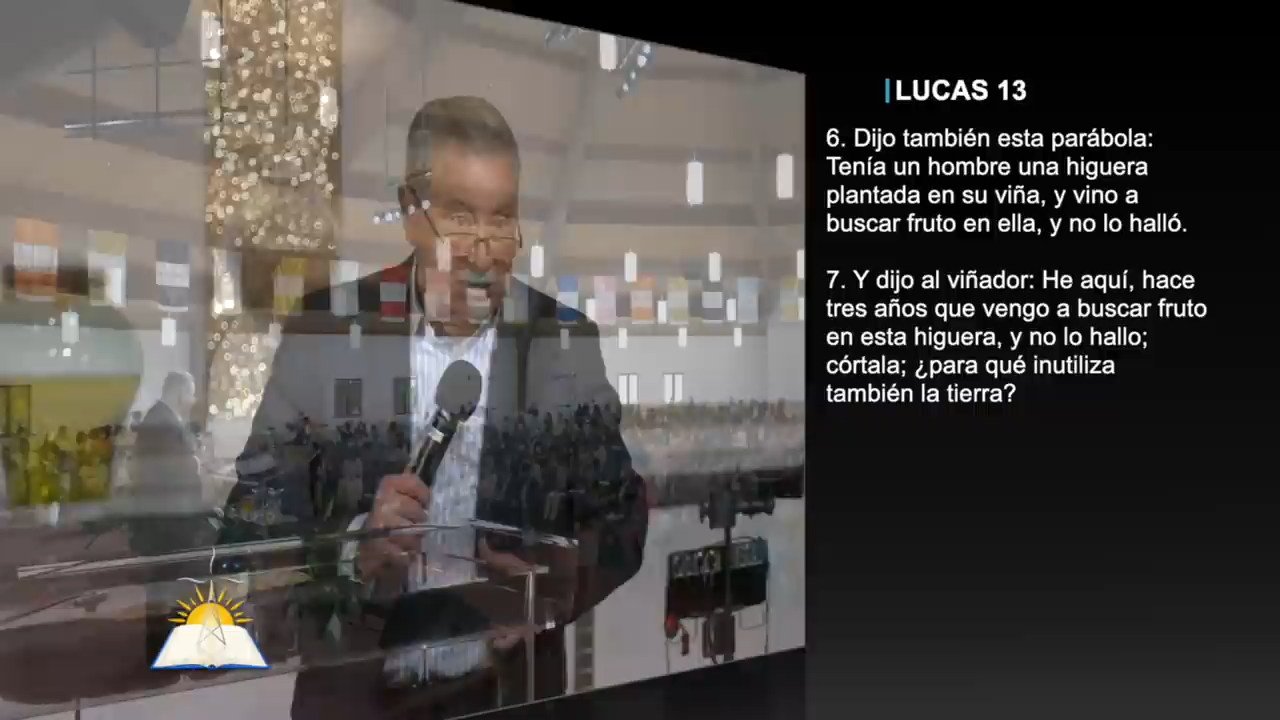 LUCAS 13
6. Dijo también esta parábola:
Tenía un hombre una higuera
plantada en su viña, y vino a
buscar fruto en ella, y no lo halló.
7. Y dijo al viñador: He aquí, hace
tres años que vengo a buscar fruto
en esta higuera, y no lo hallo;
córtala; ¿para qué inutiliza
también la tierra?